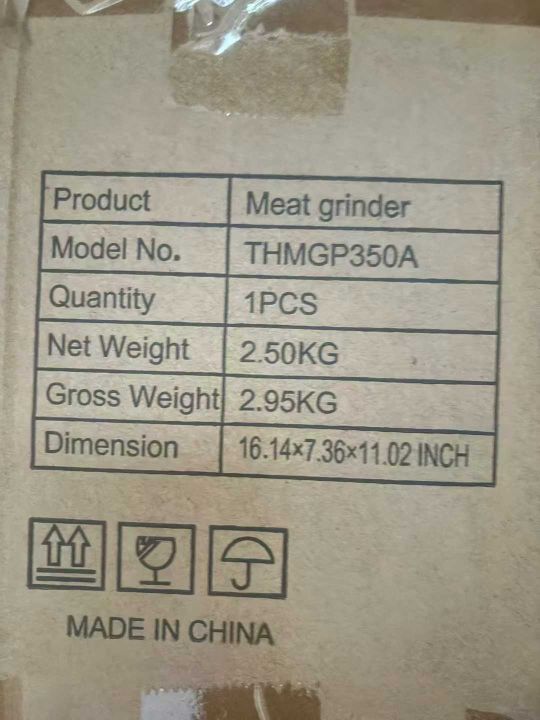 Product Meat grinder
Model No. THMGP350A
Quantity 1PCS
Net Weight 2.50KG
Gross Weight 2.95KG
Dimension 16.14×7.36×11.02 INCH
MADE IN CHINA